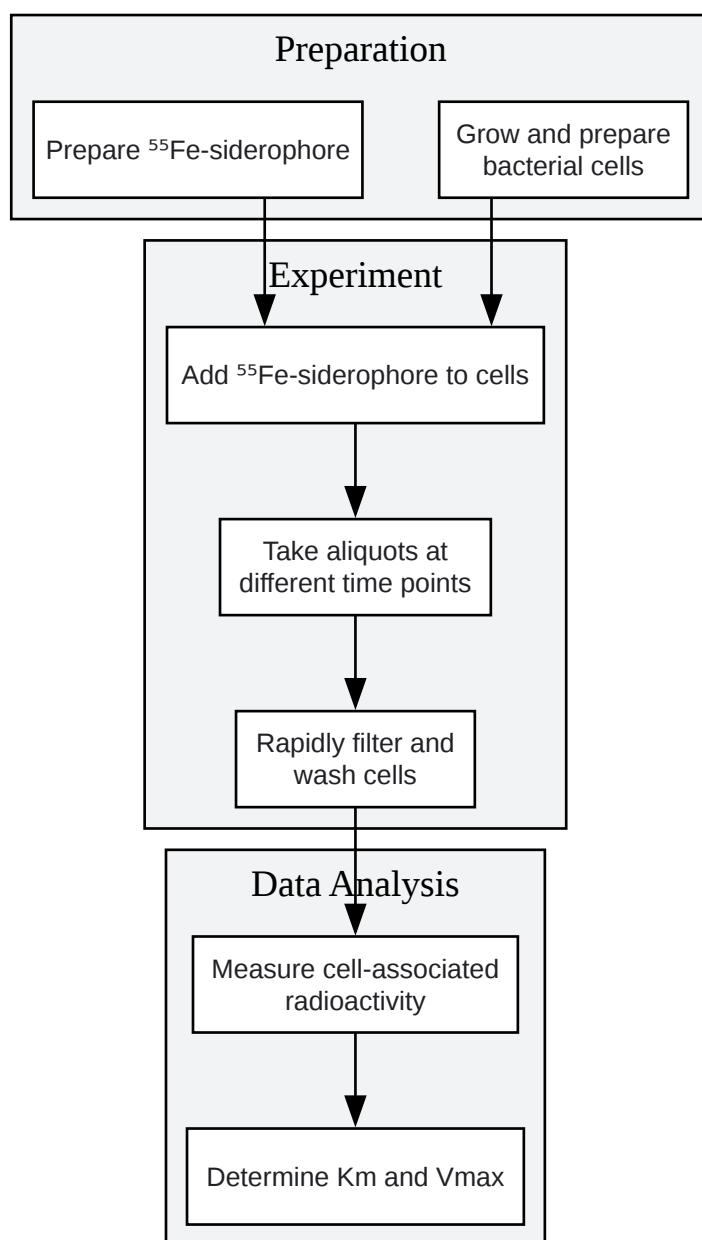 Preparation
Prepare ⁵⁵Fe-siderophore
Grow and prepare
bacterial cells
Experiment
Add ⁵⁵Fe-siderophore to cells
Take aliquots at
different time points
Rapidly filter and
wash cells
Data Analysis
Measure cell-associated
radioactivity
Determine Km and Vmax